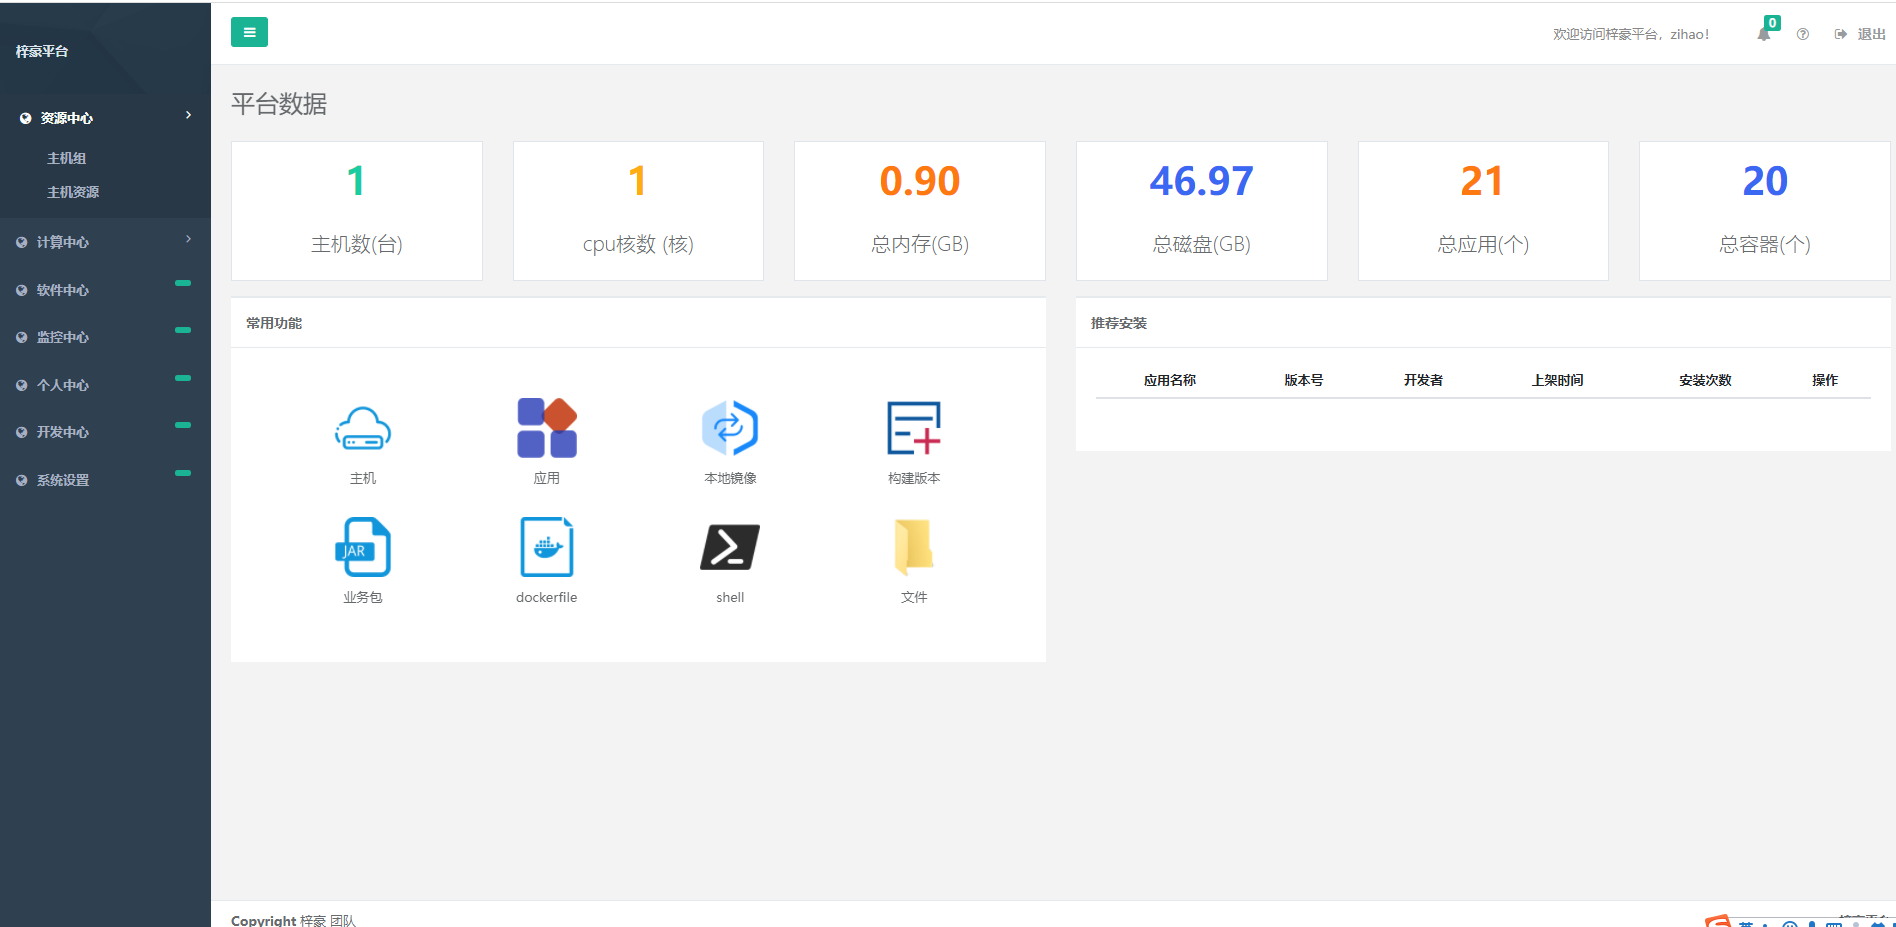 梓豪平台
欢迎访问梓豪平台，zihao！
0
退出
资源中心
主机组
主机资源
计算中心
软件中心
监控中心
个人中心
开发中心
系统设置
平台数据
1
主机数(台)
1
cpu核数 (核)
0.90
总内存(GB)
46.97
总磁盘(GB)
21
总应用(个)
20
总容器(个)
常用功能
主机
应用
本地镜像
构建版本
JAR
业务包
dockerfile
shell
文件
推荐安装
应用名称 版本号 开发者 上架时间 安装次数 操作
Copyright 梓豪 团队